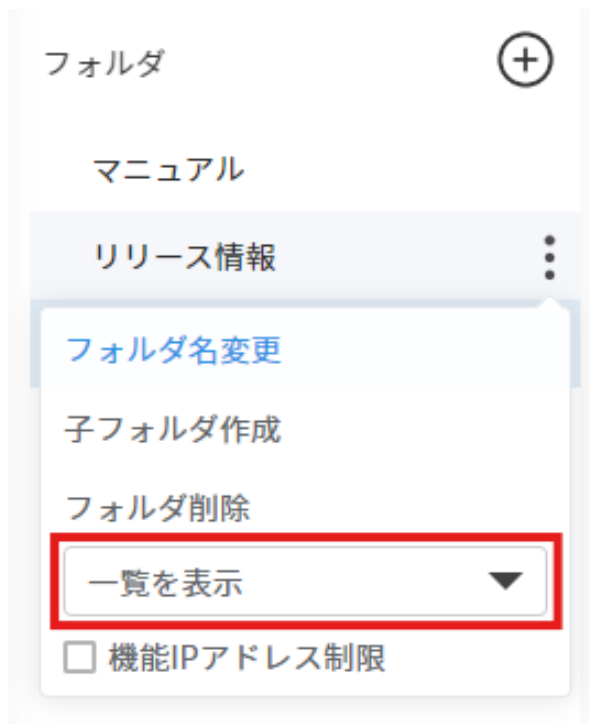 フォルダ
マニュアル
リリース情報
フォルダ名変更
子フォルダ作成
フォルダ削除
一覧を表示
機能IPアドレス制限